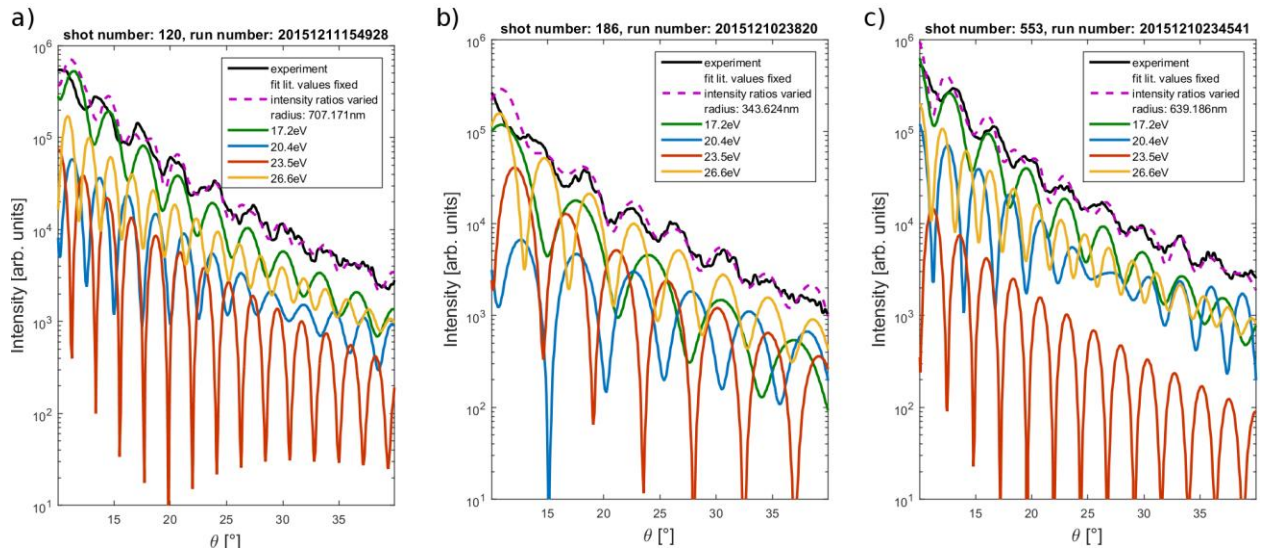 a)
shot number: 120, run number: 20151211154928
10^6
10^5
10^4
10^3
10^2
10^1
Intensity [arb. units]
15 20 25 30 35
θ [°]
experiment
fit lit. values fixed
intensity ratios varied
radius: 707.171nm
17.2eV
20.4eV
23.5eV
26.6eV
b)
shot number: 186, run number: 2015121023820
10^6
10^5
10^4
10^3
10^2
10^1
Intensity [arb. units]
15 20 25 30 35
θ [°]
experiment
fit lit. values fixed
intensity ratios varied
radius: 343.624nm
17.2eV
20.4eV
23.5eV
26.6eV
c)
shot number: 553, run number: 20151210234541
10^6
10^5
10^4
10^3
10^2
10^1
Intensity [arb. units]
15 20 25 30 35
θ [°]
experiment
fit lit. values fixed
intensity ratios varied
radius: 639.186nm
17.2eV
20.4eV
23.5eV
26.6eV